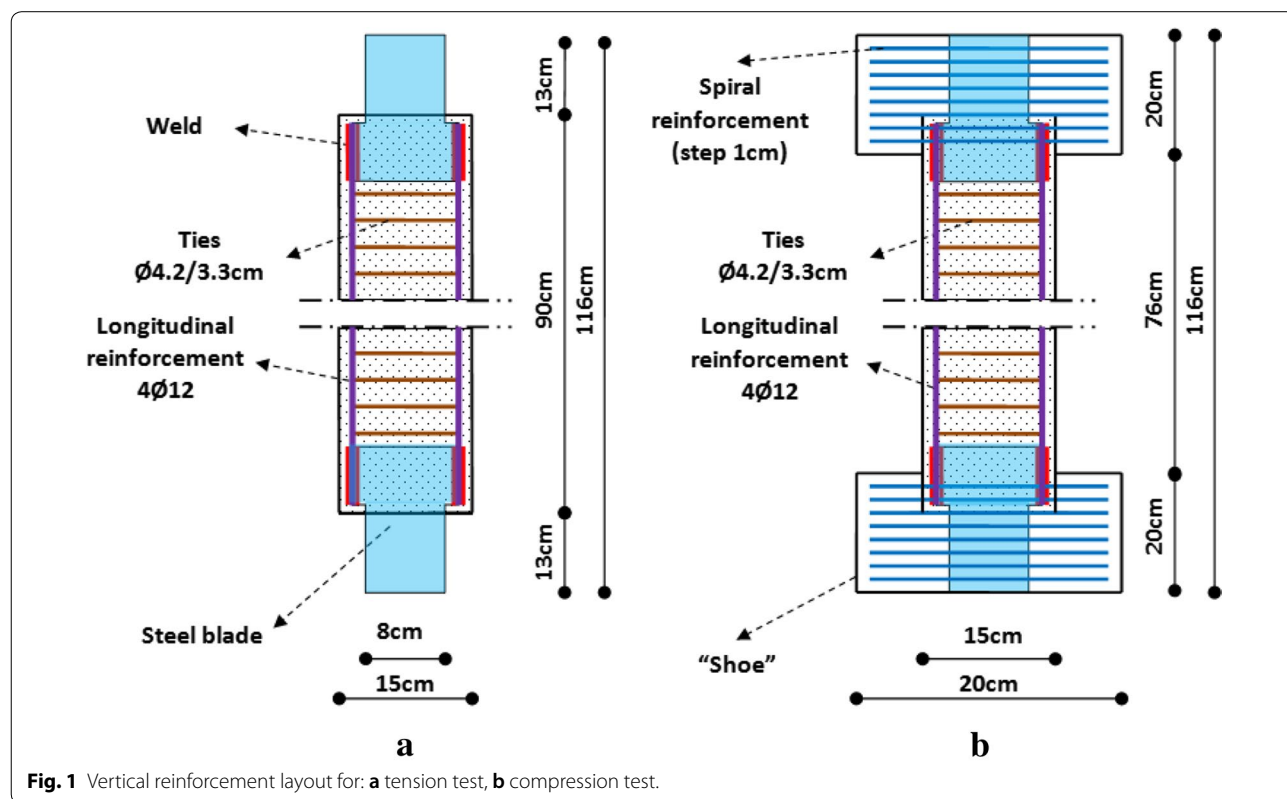 Weld
Ties
Ø4.2/3.3cm
Longitudinal
reinforcement
4Ø12
Steel blade
13cm
90cm
13cm
116cm
8cm
15cm
a
Spiral
reinforcement
(step 1cm)
Ties
Ø4.2/3.3cm
Longitudinal
reinforcement
4Ø12
“Shoe”
20cm
76cm
20cm
116cm
15cm
20cm
b
Fig. 1 Vertical reinforcement layout for: a tension test, b compression test.